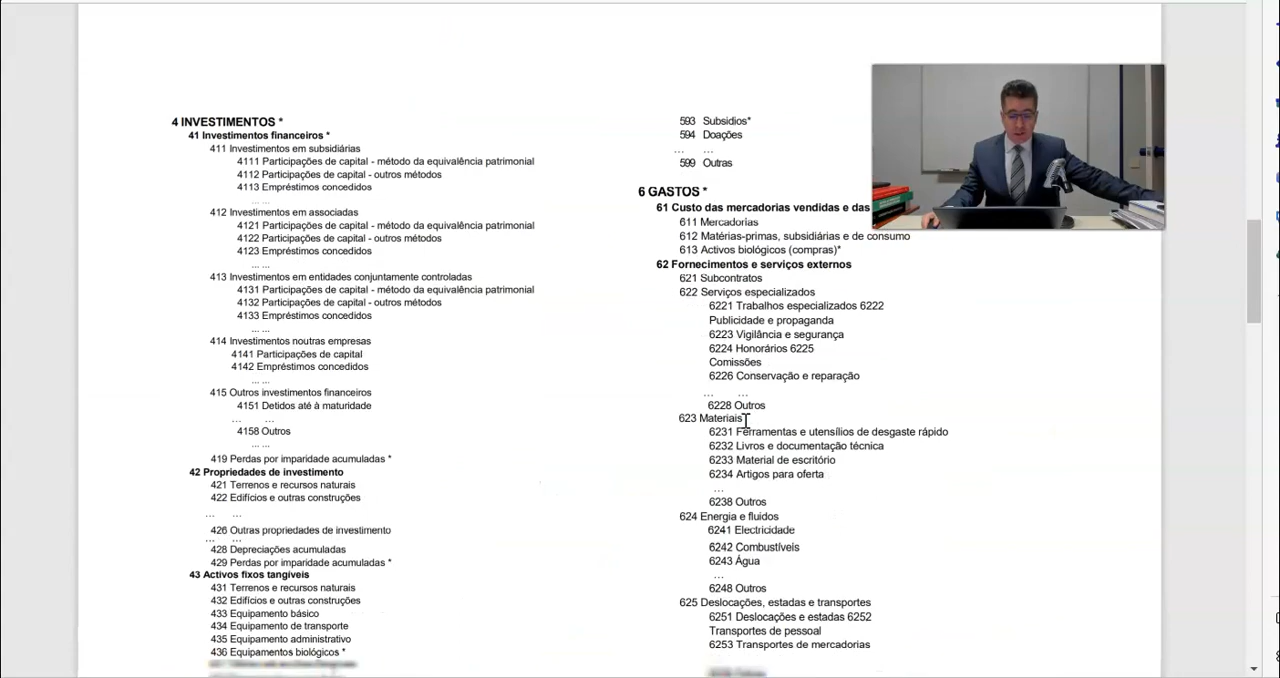 4 INVESTIMENTOS *
41 Investimentos financeiros *
411 Investimentos em subsidiárias
4111 Participações de capital - método da equivalência patrimonial
4112 Participações de capital - outros métodos
4113 Empréstimos concedidos
... ...
412 Investimentos em associadas
4121 Participações de capital - método da equivalência patrimonial
4122 Participações de capital - outros métodos
4123 Empréstimos concedidos
... ...
413 Investimentos em entidades conjuntamente controladas
4131 Participações de capital - método da equivalência patrimonial
4132 Participações de capital - outros métodos
4133 Empréstimos concedidos
... ...
414 Investimentos noutras empresas
4141 Participações de capital
4142 Empréstimos concedidos
... ...
415 Outros investimentos financeiros
4151 Detidos até à maturidade
... ...
4158 Outros
... ...
419 Perdas por imparidade acumuladas *
42 Propriedades de investimento
421 Terrenos e recursos naturais
422 Edifícios e outras construções
... ...
426 Outras propriedades de investimento
... ...
428 Depreciações acumuladas
429 Perdas por imparidade acumuladas *
43 Activos fixos tangíveis
431 Terrenos e recursos naturais
432 Edifícios e outras construções
433 Equipamento básico
434 Equipamento de transporte
435 Equipamento administrativo
436 Equipamentos biológicos *
593 Subsidios*
594 Doações
... ...
599 Outras
6 GASTOS *
61 Custo das mercadorias vendidas e das
611 Mercadorias
612 Matérias-primas, subsidiárias e de consumo
613 Activos biológicos (compras)*
62 Fornecimentos e serviços externos
621 Subcontratos
622 Serviços especializados
6221 Trabalhos especializados 6222
Publicidade e propaganda
6223 Vigilância e segurança
6224 Honorários 6225
Comissões
6226 Conservação e reparação
... ...
6228 Outros
623 Materiais
6231 Ferramentas e utensílios de desgaste rápido
6232 Livros e documentação técnica
6233 Material de escritório
6234 Artigos para oferta
...
6238 Outros
624 Energia e fluidos
6241 Electricidade
6242 Combustíveis
6243 Água
...
6248 Outros
625 Deslocações, estadas e transportes
6251 Deslocações e estadas 6252
Transportes de pessoal
6253 Transportes de mercadorias